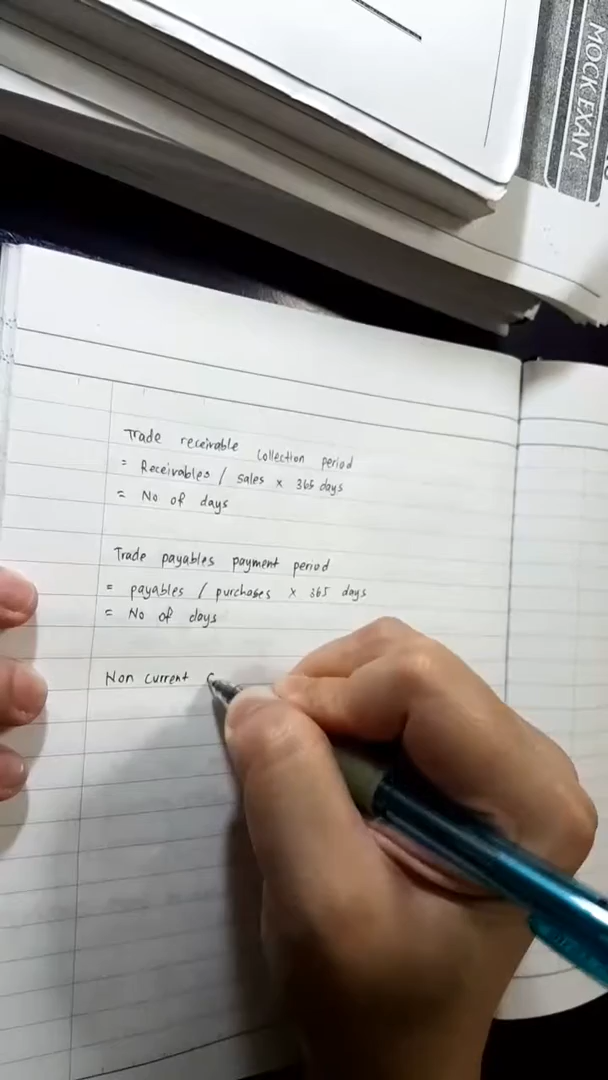 MOCK EXAM
Trade receivable collection period
= Receivables / sales × 365 days
= No of days
Trade payables payment period
= payables / purchases × 365 days
= No of days
Non current